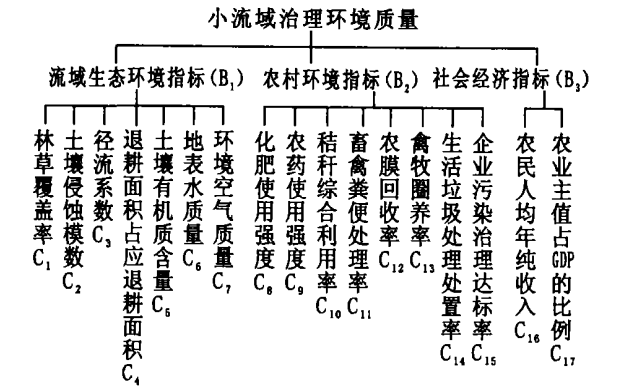 小流域治理环境质量
流域生态环境指标(B₁)
农村环境指标(B₂)
社会经济指标(B₃)
林草覆盖率C₁
土壤侵蚀模数C₂
径流系数C₃
退耕面积占应退耕面积C₄
土壤有机质含量C₅
地表水质量C₆
环境空气质量C₇
化肥使用强度C₈
农药使用强度C₉
秸秆综合利用率C₁₀
畜禽粪便处理率C₁₁
农膜回收率C₁₂
禽牧圈养率C₁₃
生活垃圾处理处置率C₁₄
企业污染治理达标率C₁₅
农民人均年纯收入C₁₆
农业主值占GDP的比例C₁₇